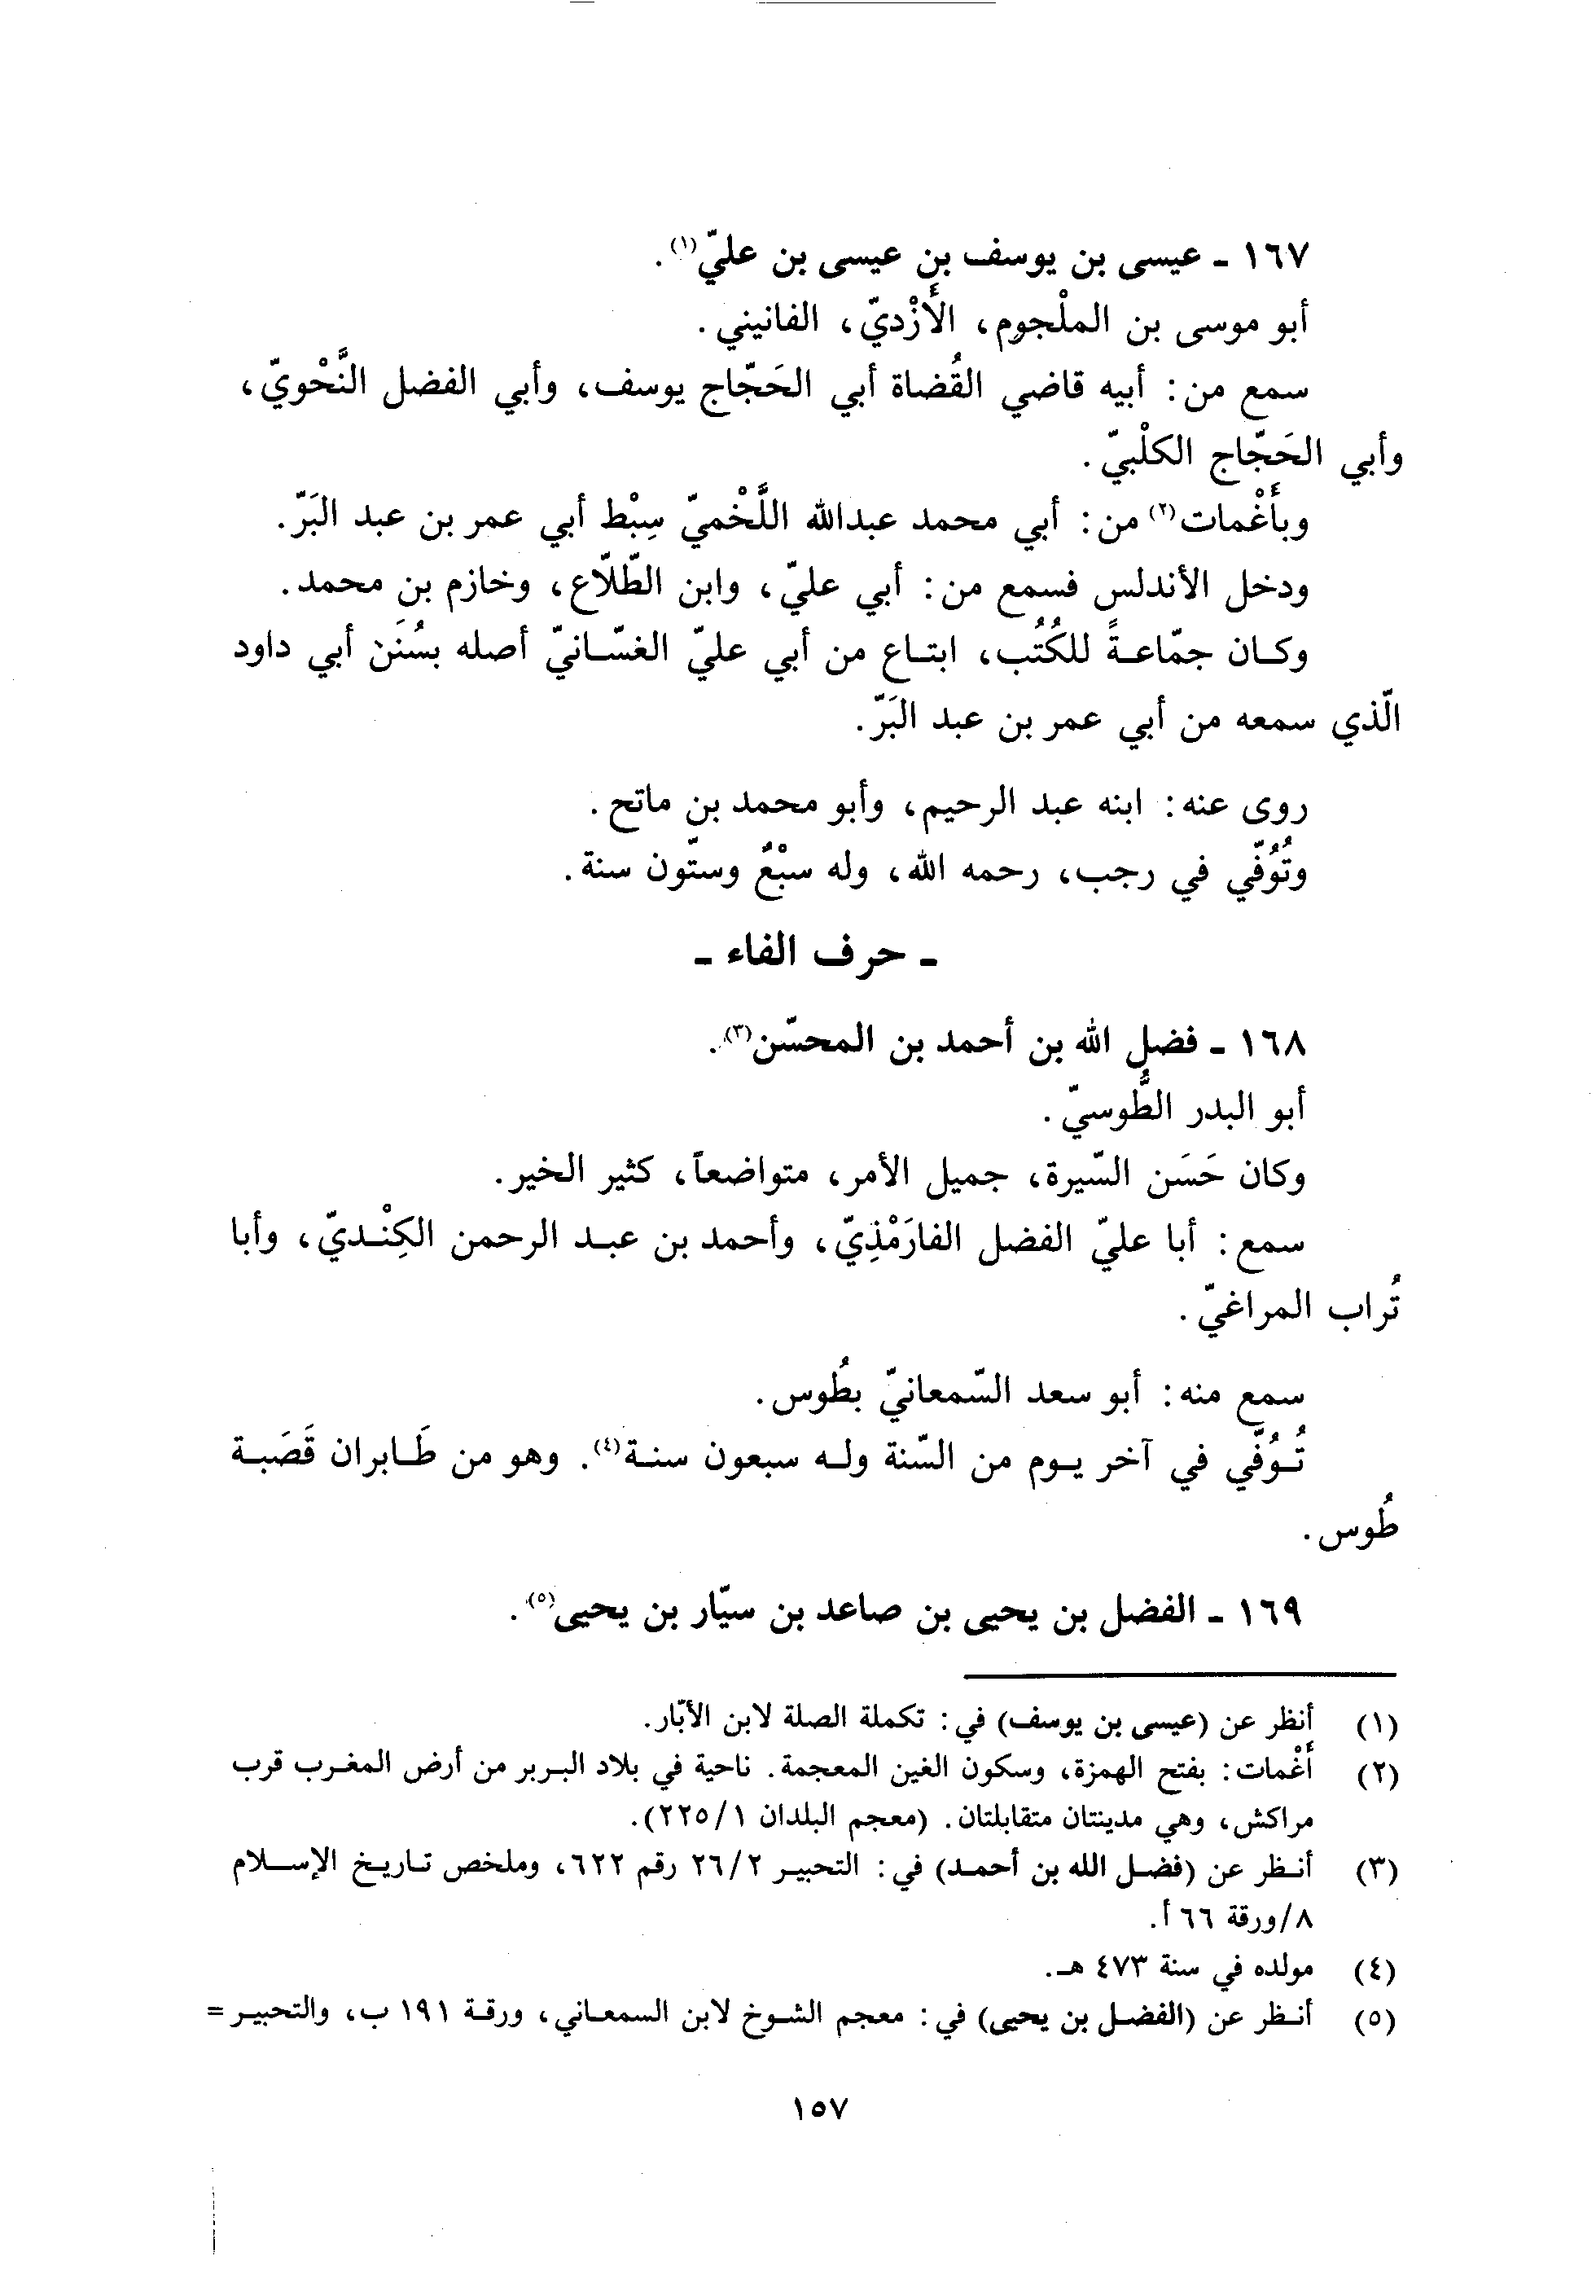 ١٦٧ ـ عيسى بن يوسف بن عيسى بن عليّ(١).
أبو موسى بن الملْجوم، الأَزْديّ، الفانيني.
سمع من: أبيه قاضي القُضاة أبي الحَجّاج يوسف، وأبي الفضل النَّحْويّ،
وأبي الحَجّاج الكلْبيّ.
وبأَغْمات(٢) من: أبي محمد عبدالله اللَّخْميّ سِبْط أبي عمر بن عبد البَرّ.
ودخل الأندلس فسمع من: أبي عليّ، وابن الطّلّاع، وخازم بن محمد.
وكان جمّاعةً للكُتُب، ابتاع من أبي عليّ الغسّانيّ أصله بسُنَن أبي داود
الّذي سمعه من أبي عمر بن عبد البَرّ.
روى عنه: ابنه عبد الرحيم، وأبو محمد بن ماتح.
وتُوُفّي في رجب، رحمه الله، وله سبْعٌ وستّون سنة.
ـ حرف الفاء ـ
١٦٨ ـ فضل الله بن أحمد بن المحسّن(٣).
أبو البدر الطُّوسيّ.
وكان حَسَن السّيرة، جميل الأمر، متواضعاً، كثير الخير.
سمع: أبا عليّ الفضل الفارَمْذِيّ، وأحمد بن عبد الرحمن الكِنْديّ، وأبا
تُراب المراغيّ.
سمع منه: أبو سعد السّمعانيّ بطُوس.
تُوُفّي في آخر يوم من السّنة وله سبعون سنة(٤). وهو من طَابران قَصَبة
طُوس.
١٦٩ ـ الفضل بن يحيى بن صاعد بن سيّار بن يحيى(٥).
(١) أنظر عن (عيسى بن يوسف) في: تكملة الصلة لابن الأبّار.
(٢) أَغْمات: بفتح الهمزة، وسكون الغين المعجمة. ناحية في بلاد البربر من أرض المغرب قرب
مراكش، وهي مدينتان متقابلتان. (معجم البلدان ١/٢٢٥).
(٣) أنظر عن (فضل الله بن أحمد) في: التحبير ٢/٢٦ رقم ٦٢٢، وملخص تاريخ الإسلام
٨/ورقة ٦٦ أ.
(٤) مولده في سنة ٤٧٣ هـ.
(٥) أنظر عن (الفضل بن يحيى) في: معجم الشوخ لابن السمعاني، ورقة ١٩١ ب، والتحبير =
١٥٧